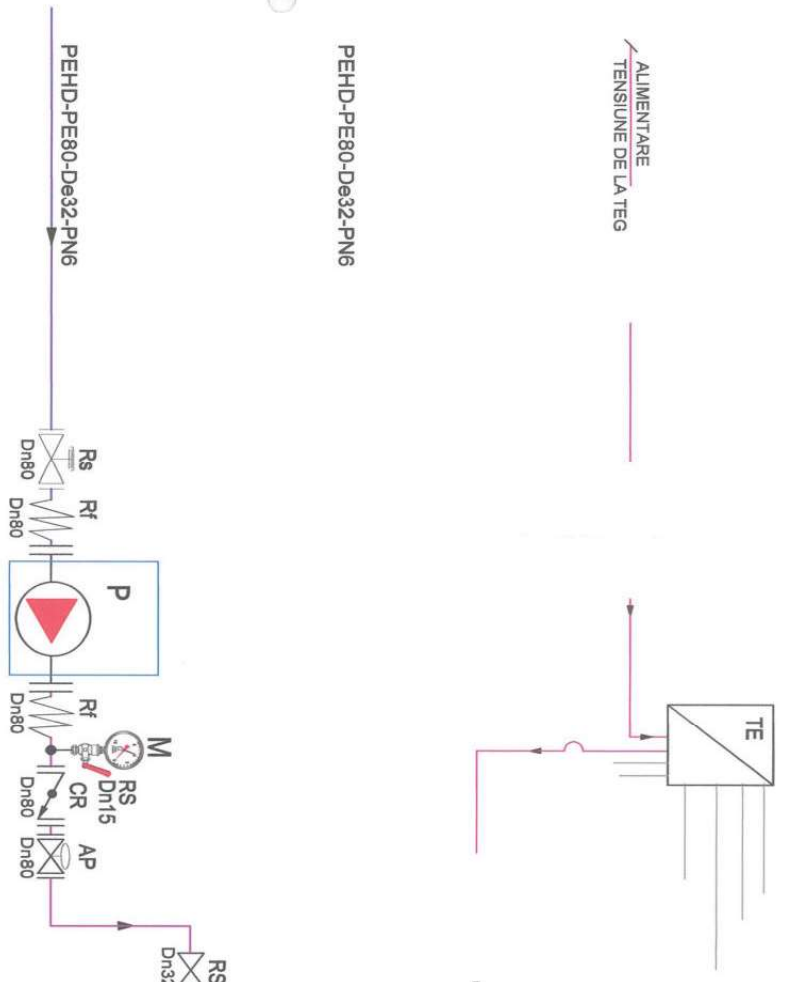 ALIMENTARE
TENSIUNE DE LA TEG
PEHD-PE80-De32-PN6
PEHD-PE80-De32-PN6
TE
Rs
Dn80
Rf
Dn80
P
Rf
Dn80
M
RS
Dn15
CR
Dn80
AP
Dn80
RS
Dn32